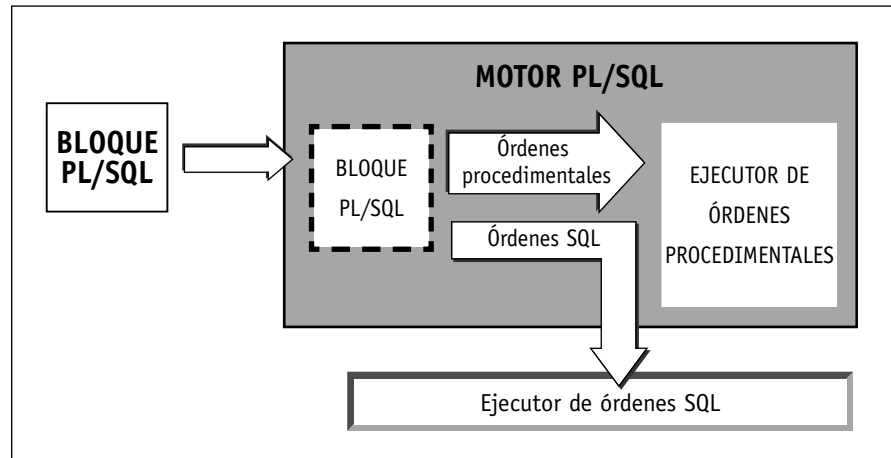 MOTOR PL/SQL
BLOQUE
PL/SQL
BLOQUE
PL/SQL
Órdenes
procedimentales
Órdenes SQL
EJECUTOR DE
ÓRDENES
PROCEDIMENTALES
Ejecutor de órdenes SQL